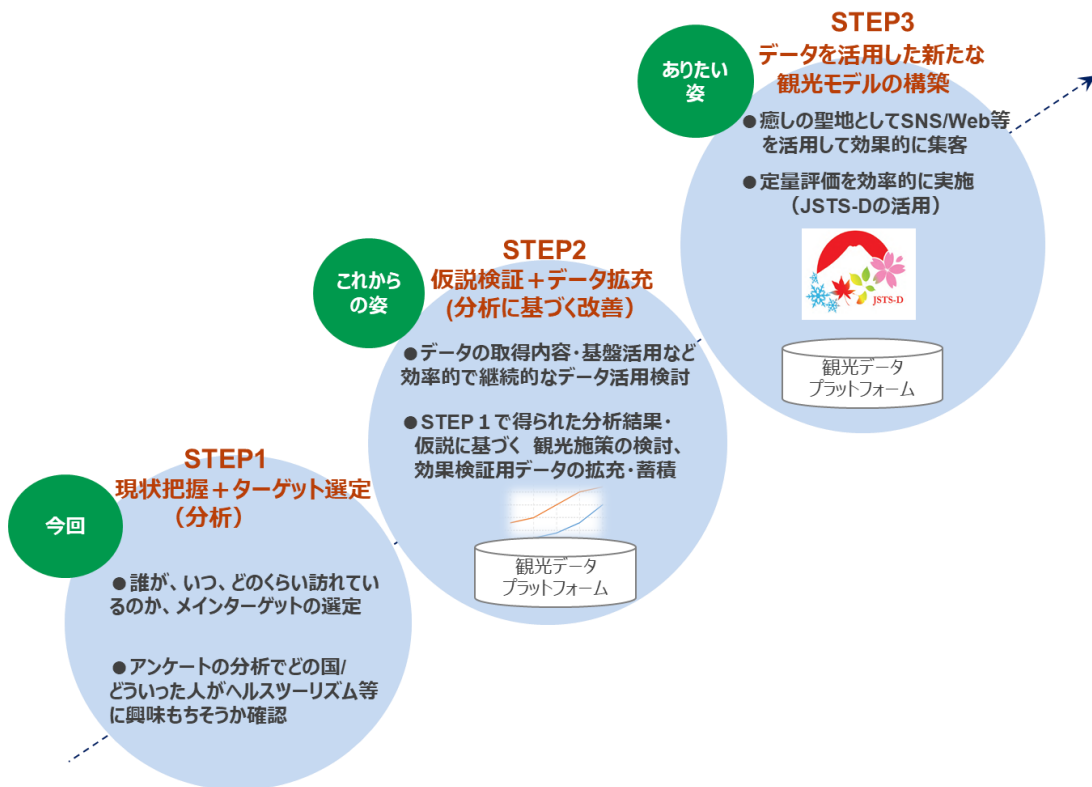 STEP1
現状把握＋ターゲット選定
（分析）
今回
●誰が、いつ、どのくらい訪れてい
るのか、メインターゲットの選定
●アンケートの分析でどの国/
どういった人がヘルスツーリズム等
に興味もちそうか確認
STEP2
仮説検証＋データ拡充
(分析に基づく改善）
これから
の姿
●データの取得内容・基盤活用など
効率的で継続的なデータ活用検討
●STEP１で得られた分析結果・
仮説に基づく 観光施策の検討、
効果検証用データの拡充・蓄積
観光データ
プラットフォーム
STEP3
データを活用した新たな
観光モデルの構築
ありたい
姿
●癒しの聖地としてSNS/Web等
を活用して効果的に集客
●定量評価を効率的に実施
（JSTS-Dの活用）
JSTS-D
観光データ
プラットフォーム